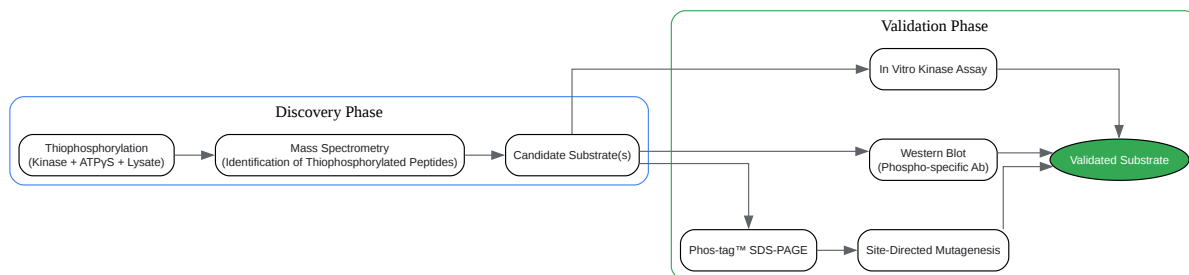 Discovery Phase
Thiophosphorylation
(Kinase + ATPγS + Lysate)
Mass Spectrometry
(Identification of Thiophosphorylated Peptides)
Candidate Substrate(s)
Validation Phase
In Vitro Kinase Assay
Western Blot
(Phospho-specific Ab)
Validated Substrate
Phos-tag™ SDS-PAGE
Site-Directed Mutagenesis